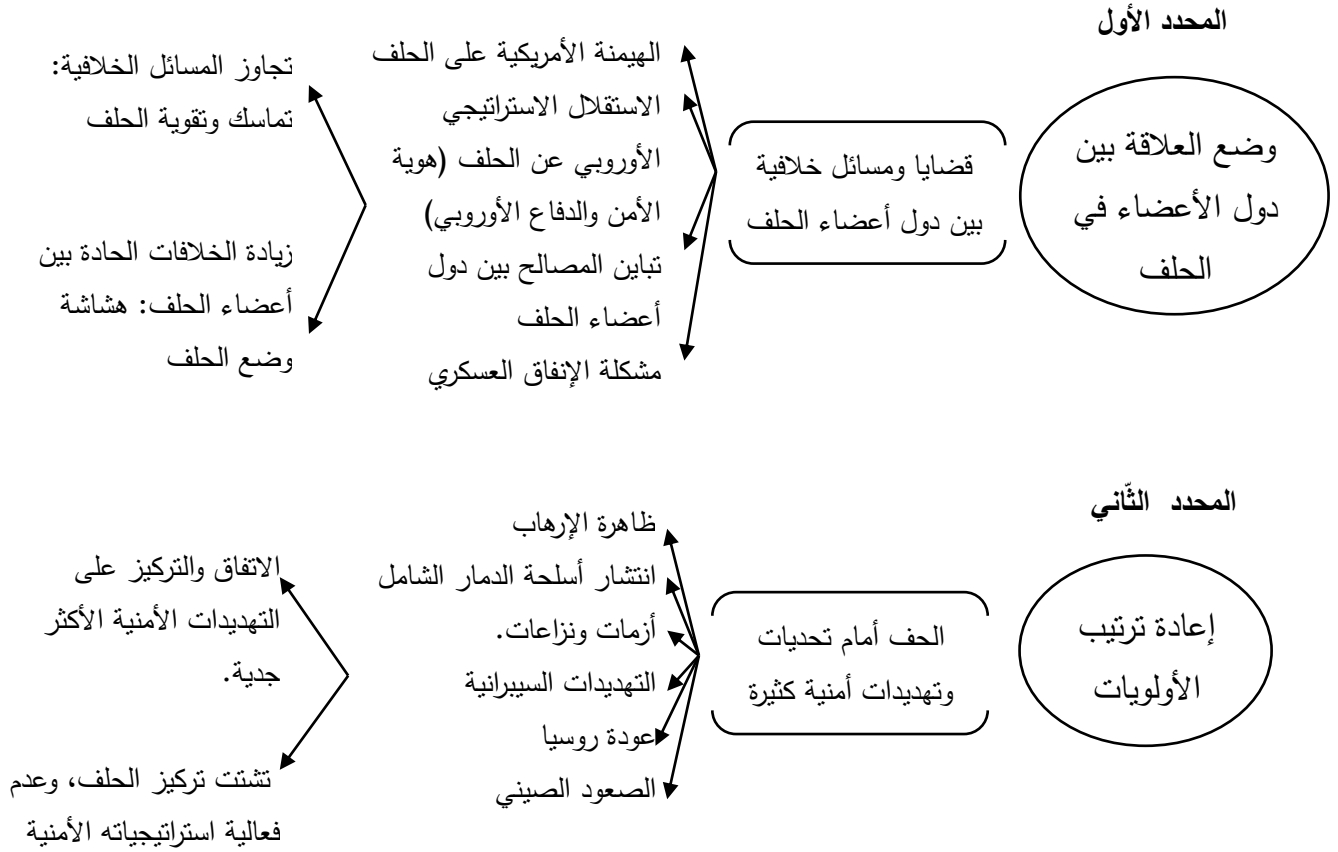 المحدد الأول
وضع العلاقة بين
دول الأعضاء في
الحلف
قضايا ومسائل خلافية
بين دول أعضاء الحلف
الهيمنة الأمريكية على الحلف
الاستقلال الاستراتيجي
الأوروبي عن الحلف (هوية
الأمن والدفاع الأوروبي)
تباين المصالح بين دول
أعضاء الحلف
مشكلة الإنفاق العسكري
تجاوز المسائل الخلافية:
تماسك وتقوية الحلف
زيادة الخلافات الحادة بين
أعضاء الحلف: هشاشة
وضع الحلف
المحدد الثّاني
إعادة ترتيب
الأولويات
الحف أمام تحديات
وتهديدات أمنية كثيرة
ظاهرة الإرهاب
انتشار أسلحة الدمار الشامل
أزمات ونزاعات.
التهديدات السيبرانية
عودة روسيا
الصعود الصيني
الاتفاق والتركيز على
التهديدات الأمنية الأكثر
جدية.
تشتت تركيز الحلف، وعدم
فعالية استراتيجياته الأمنية